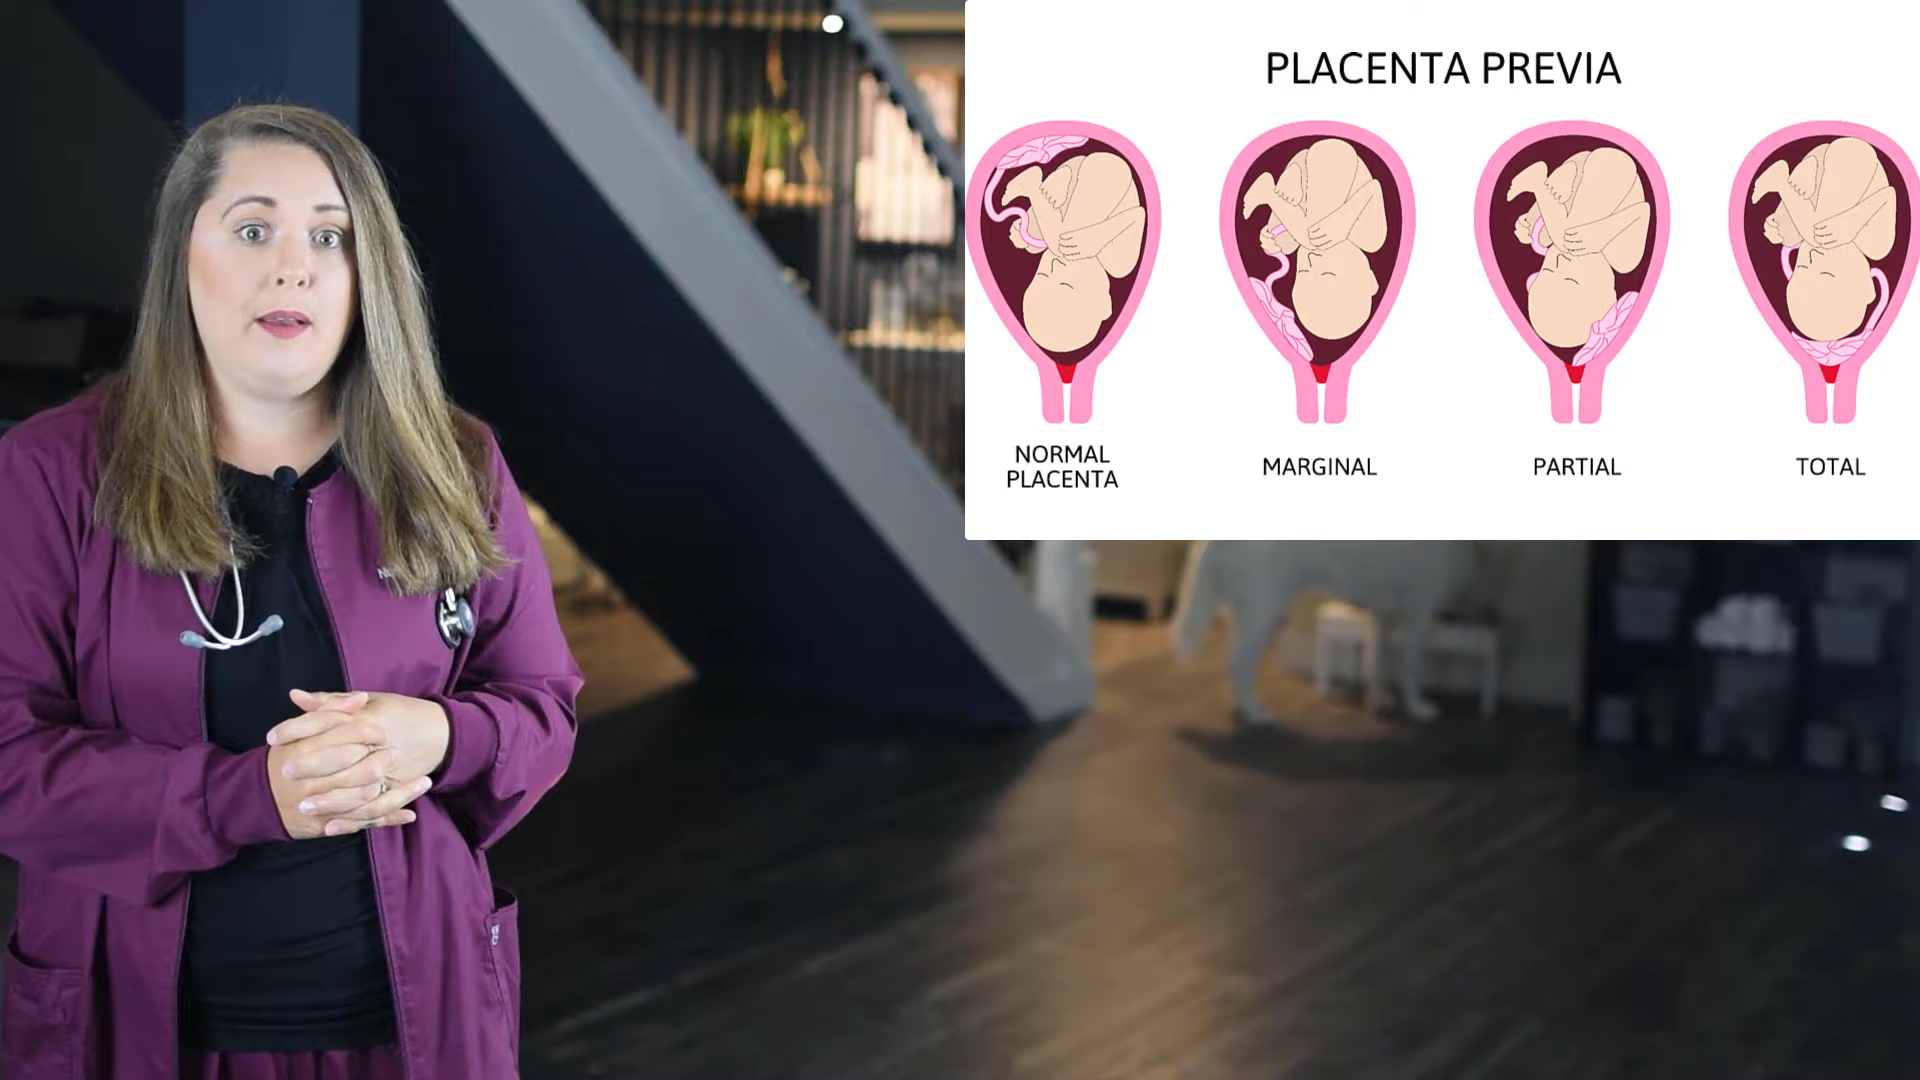 PLACENTA PREVIA
NORMAL
PLACENTA
MARGINAL
PARTIAL
TOTAL